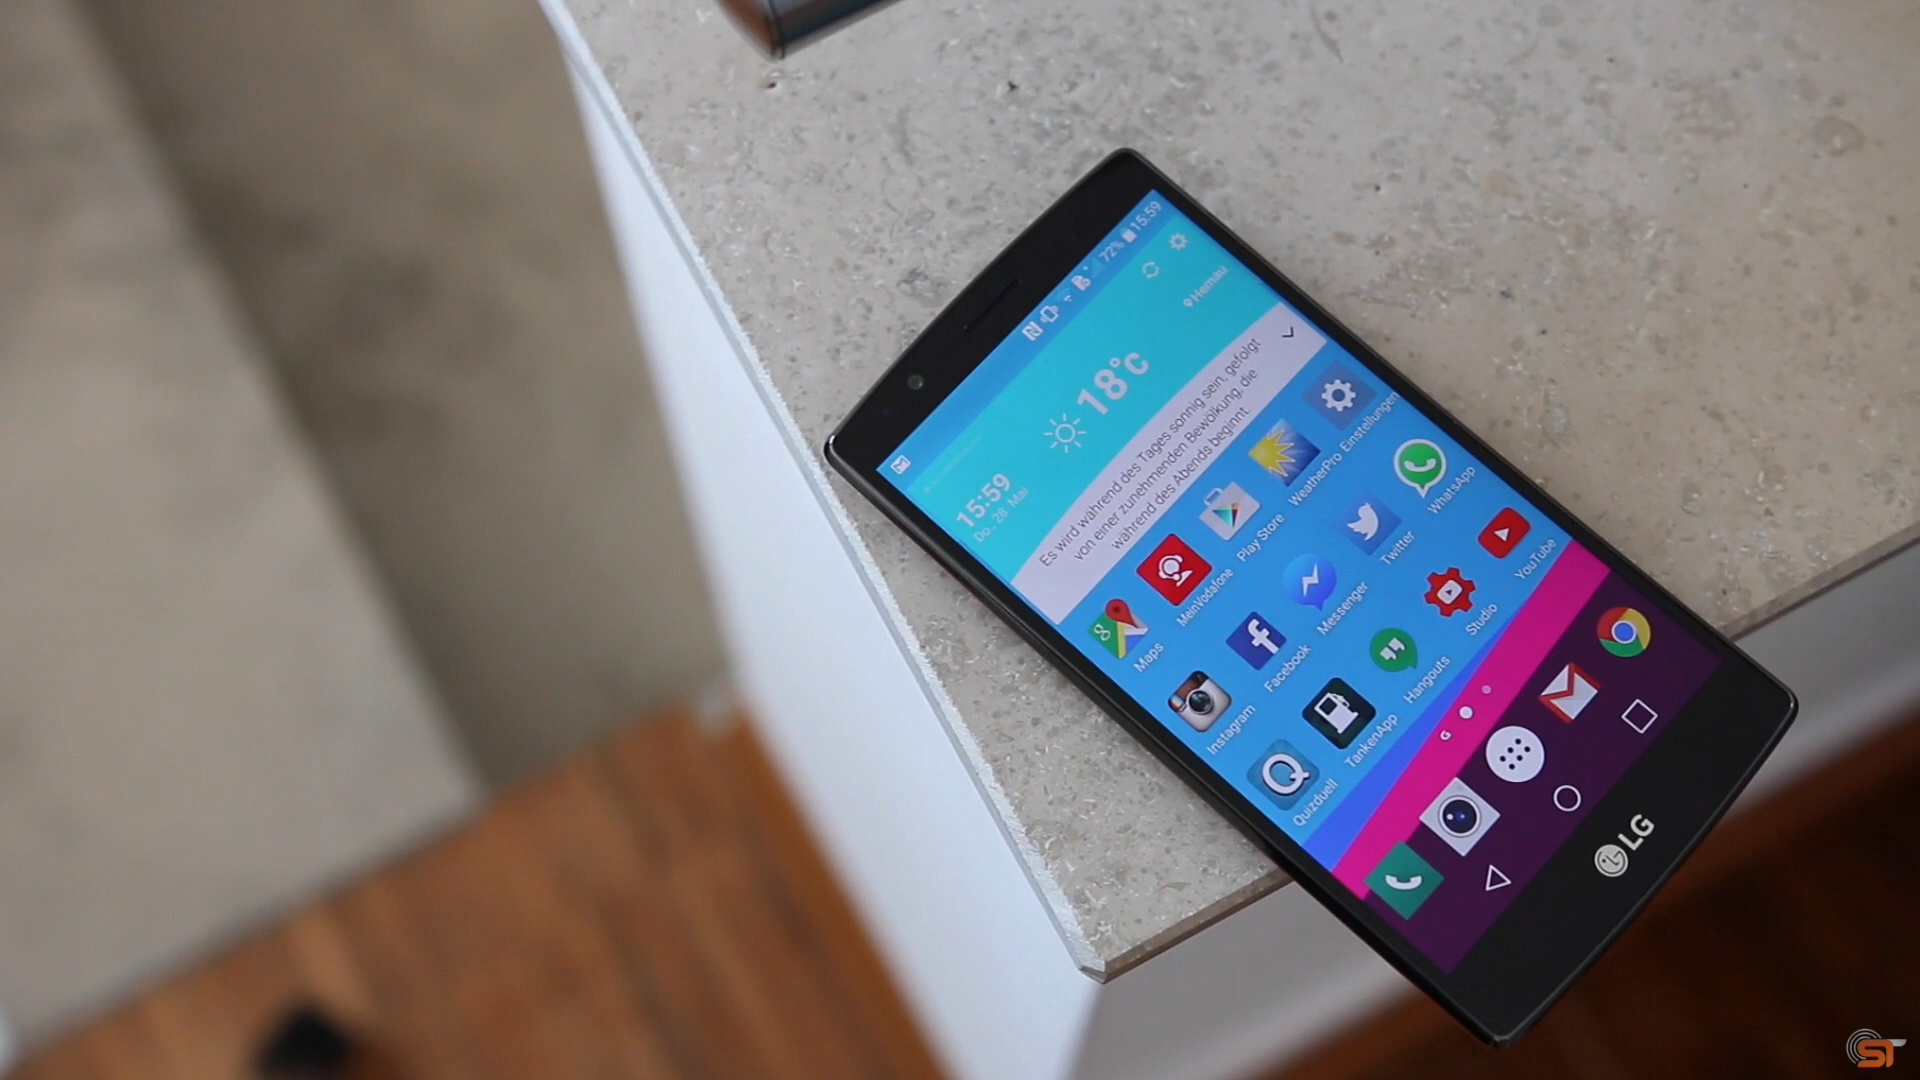 72% 15:59
Hemau
18°C
15:59
Do., 28. Mai
Es wird während des Tages sonnig sein, gefolgt
von einer zunehmenden Bewölkung, die
während des Abends beginnt.
Maps
MeinVodafone
Play Store
WeatherPro
Einstellungen
Instagram
Facebook
Messenger
Twitter
WhatsApp
Quizduell
TankenApp
Hangouts
Studio
YouTube
LG
ST